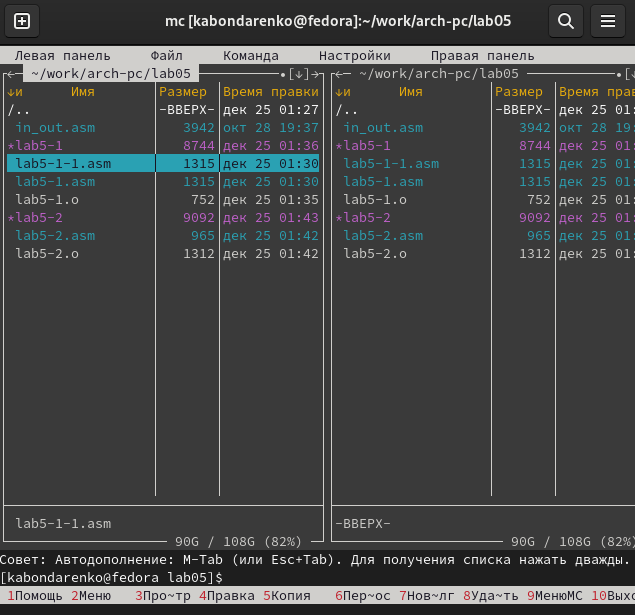 mc [kabondarenko@fedora]:~/work/arch-pc/lab05
Левая панель Файл Команда Настройки Правая панель
←─ ~/work/arch-pc/lab05 •[↓]→ ←─ ~/work/arch-pc/lab05 •[↓
↓и Имя Размер Время правки ↓и Имя Размер Время прав
/.. -ВВЕРХ- дек 25 01:27 /.. -ВВЕРХ- дек 25 01:
in_out.asm 3942 окт 28 19:37 in_out.asm 3942 окт 28 19:
*lab5-1 8744 дек 25 01:36 *lab5-1 8744 дек 25 01:
lab5-1-1.asm 1315 дек 25 01:30 lab5-1-1.asm 1315 дек 25 01:
lab5-1.asm 1315 дек 25 01:30 lab5-1.asm 1315 дек 25 01:
lab5-1.o 752 дек 25 01:35 lab5-1.o 752 дек 25 01:
*lab5-2 9092 дек 25 01:43 *lab5-2 9092 дек 25 01:
lab5-2.asm 965 дек 25 01:42 lab5-2.asm 965 дек 25 01:
lab5-2.o 1312 дек 25 01:42 lab5-2.o 1312 дек 25 01:
lab5-1-1.asm -ВВЕРХ-
90G / 108G (82%) 90G / 108G (82%)
Совет: Автодополнение: M-Tab (или Esc+Tab). Для получения списка нажать дважды.
[kabondarenko@fedora lab05]$
1Помощь 2Меню 3Про~тр 4Правка 5Копия 6Пер~ос 7Нов~лг 8Уда~ть 9МенюMC 10Выхо